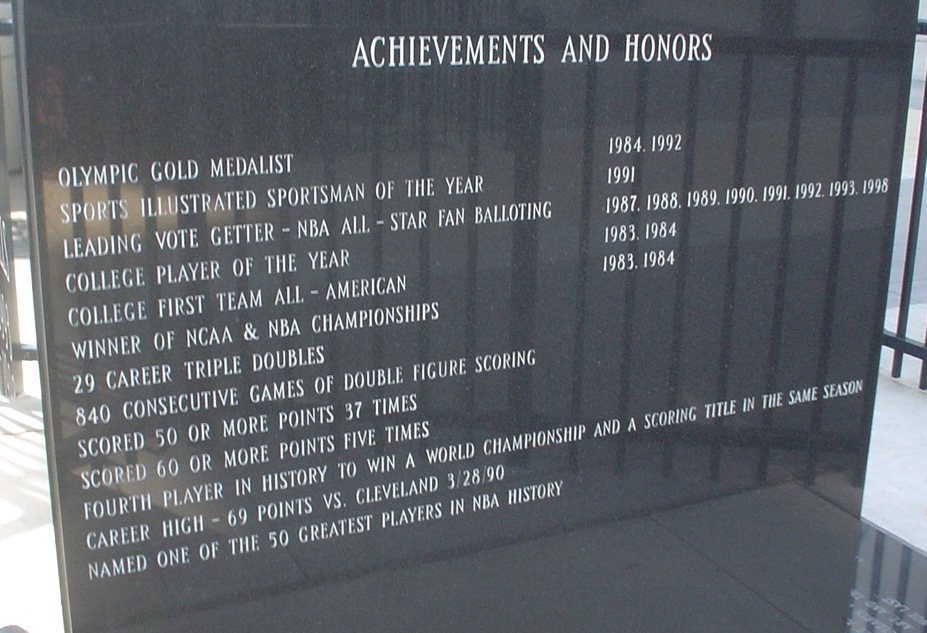 ACHIEVEMENTS AND HONORS
OLYMPIC GOLD MEDALIST 1984. 1992
SPORTS ILLUSTRATED SPORTSMAN OF THE YEAR 1991
LEADING VOTE GETTER - NBA ALL - STAR FAN BALLOTING 1987. 1988. 1989. 1990. 1991. 1992. 1993. 1998
COLLEGE PLAYER OF THE YEAR 1983. 1984
COLLEGE FIRST TEAM ALL - AMERICAN 1983. 1984
WINNER OF NCAA & NBA CHAMPIONSHIPS
29 CAREER TRIPLE DOUBLES
840 CONSECUTIVE GAMES OF DOUBLE FIGURE SCORING
SCORED 50 OR MORE POINTS 37 TIMES
SCORED 60 OR MORE POINTS FIVE TIMES
FOURTH PLAYER IN HISTORY TO WIN A WORLD CHAMPIONSHIP AND A SCORING TITLE IN THE SAME SEASON
CAREER HIGH - 69 POINTS VS. CLEVELAND 3/28/90
NAMED ONE OF THE 50 GREATEST PLAYERS IN NBA HISTORY